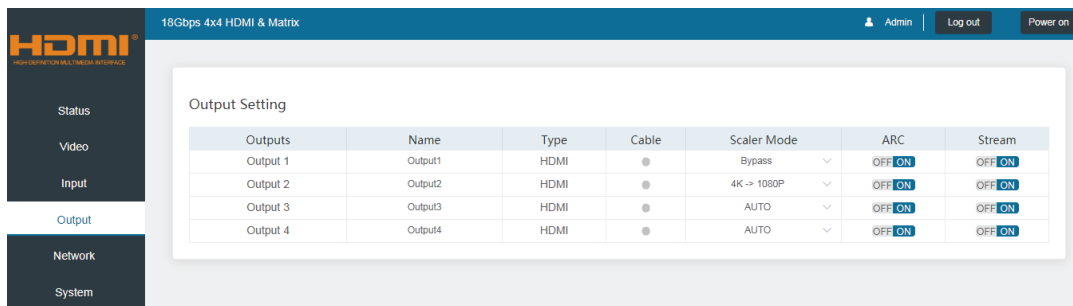 18Gbps 4x4 HDMI & Matrix
Admin
Log out
Power on
HDMI®
HIGH-DEFINITION MULTIMEDIA INTERFACE
Status
Video
Input
Output
Network
System
Output Setting
Outputs Name Type Cable Scaler Mode ARC Stream
Output 1 Output1 HDMI Bypass OFF ON OFF ON
Output 2 Output2 HDMI 4K -> 1080P OFF ON OFF ON
Output 3 Output3 HDMI AUTO OFF ON OFF ON
Output 4 Output4 HDMI AUTO OFF ON OFF ON